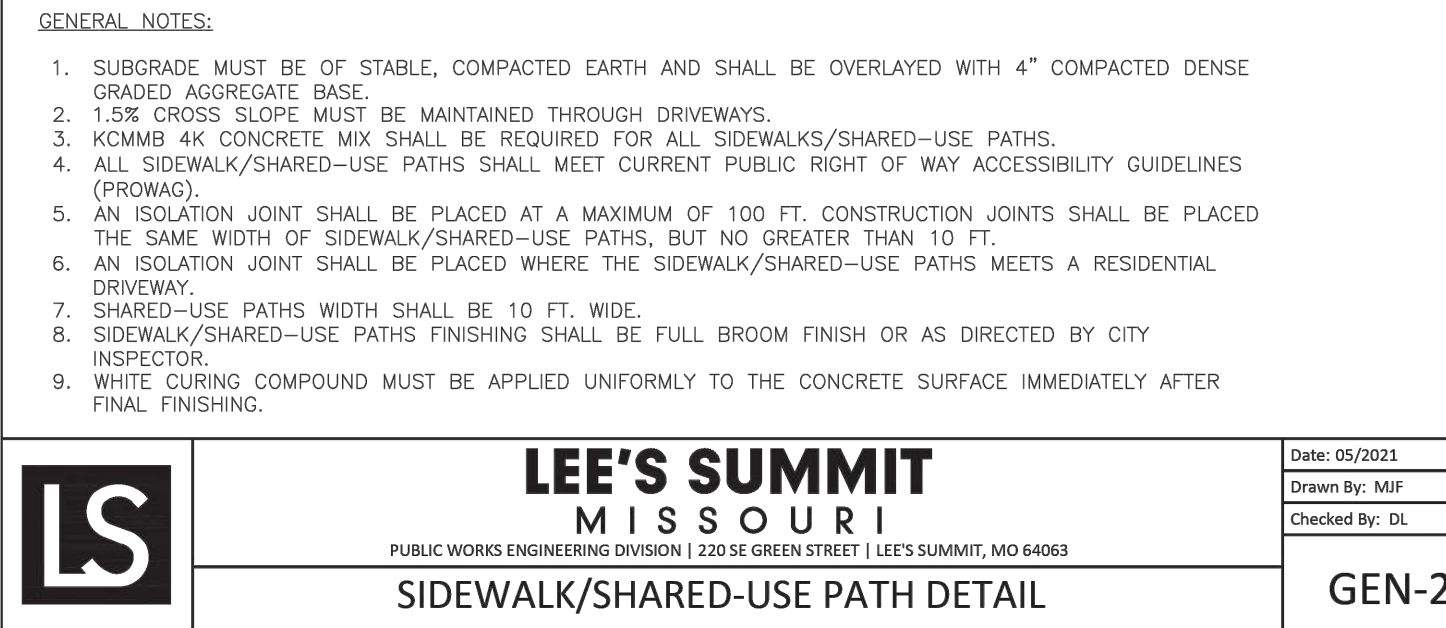 GENERAL NOTES:
1. SUBGRADE MUST BE OF STABLE, COMPACTED EARTH AND SHALL BE OVERLAYED WITH 4" COMPACTED DENSE
GRADED AGGREGATE BASE.
2. 1.5% CROSS SLOPE MUST BE MAINTAINED THROUGH DRIVEWAYS.
3. KCMMB 4K CONCRETE MIX SHALL BE REQUIRED FOR ALL SIDEWALKS/SHARED-USE PATHS.
4. ALL SIDEWALK/SHARED-USE PATHS SHALL MEET CURRENT PUBLIC RIGHT OF WAY ACCESSIBILITY GUIDELINES
(PROWAG).
5. AN ISOLATION JOINT SHALL BE PLACED AT A MAXIMUM OF 100 FT. CONSTRUCTION JOINTS SHALL BE PLACED
THE SAME WIDTH OF SIDEWALK/SHARED-USE PATHS, BUT NO GREATER THAN 10 FT.
6. AN ISOLATION JOINT SHALL BE PLACED WHERE THE SIDEWALK/SHARED-USE PATHS MEETS A RESIDENTIAL
DRIVEWAY.
7. SHARED-USE PATHS WIDTH SHALL BE 10 FT. WIDE.
8. SIDEWALK/SHARED-USE PATHS FINISHING SHALL BE FULL BROOM FINISH OR AS DIRECTED BY CITY
INSPECTOR.
9. WHITE CURING COMPOUND MUST BE APPLIED UNIFORMLY TO THE CONCRETE SURFACE IMMEDIATELY AFTER
FINAL FINISHING.
LS
LEE'S SUMMIT
MISSOURI
PUBLIC WORKS ENGINEERING DIVISION | 220 SE GREEN STREET | LEE'S SUMMIT, MO 64063
SIDEWALK/SHARED-USE PATH DETAIL
Date: 05/2021
Drawn By: MJF
Checked By: DL
GEN-2